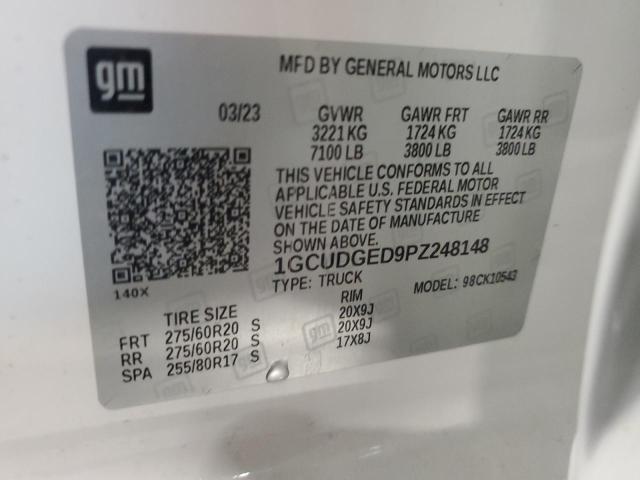 gm
MFD BY GENERAL MOTORS LLC
03/23 GVWR GAWR FRT GAWR RR
3221 KG 1724 KG 1724 KG
7100 LB 3800 LB 3800 LB
THIS VEHICLE CONFORMS TO ALL
APPLICABLE U.S. FEDERAL MOTOR
VEHICLE SAFETY STANDARDS IN EFFECT
ON THE DATE OF MANUFACTURE
SHOWN ABOVE.
1GCUDGED9PZ248148
TYPE: TRUCK MODEL: 98CK10543
140X
TIRE SIZE RIM
FRT 275/60R20 S 20X9J
RR 275/60R20 S 20X9J
SPA 255/80R17 S 17X8J
gm